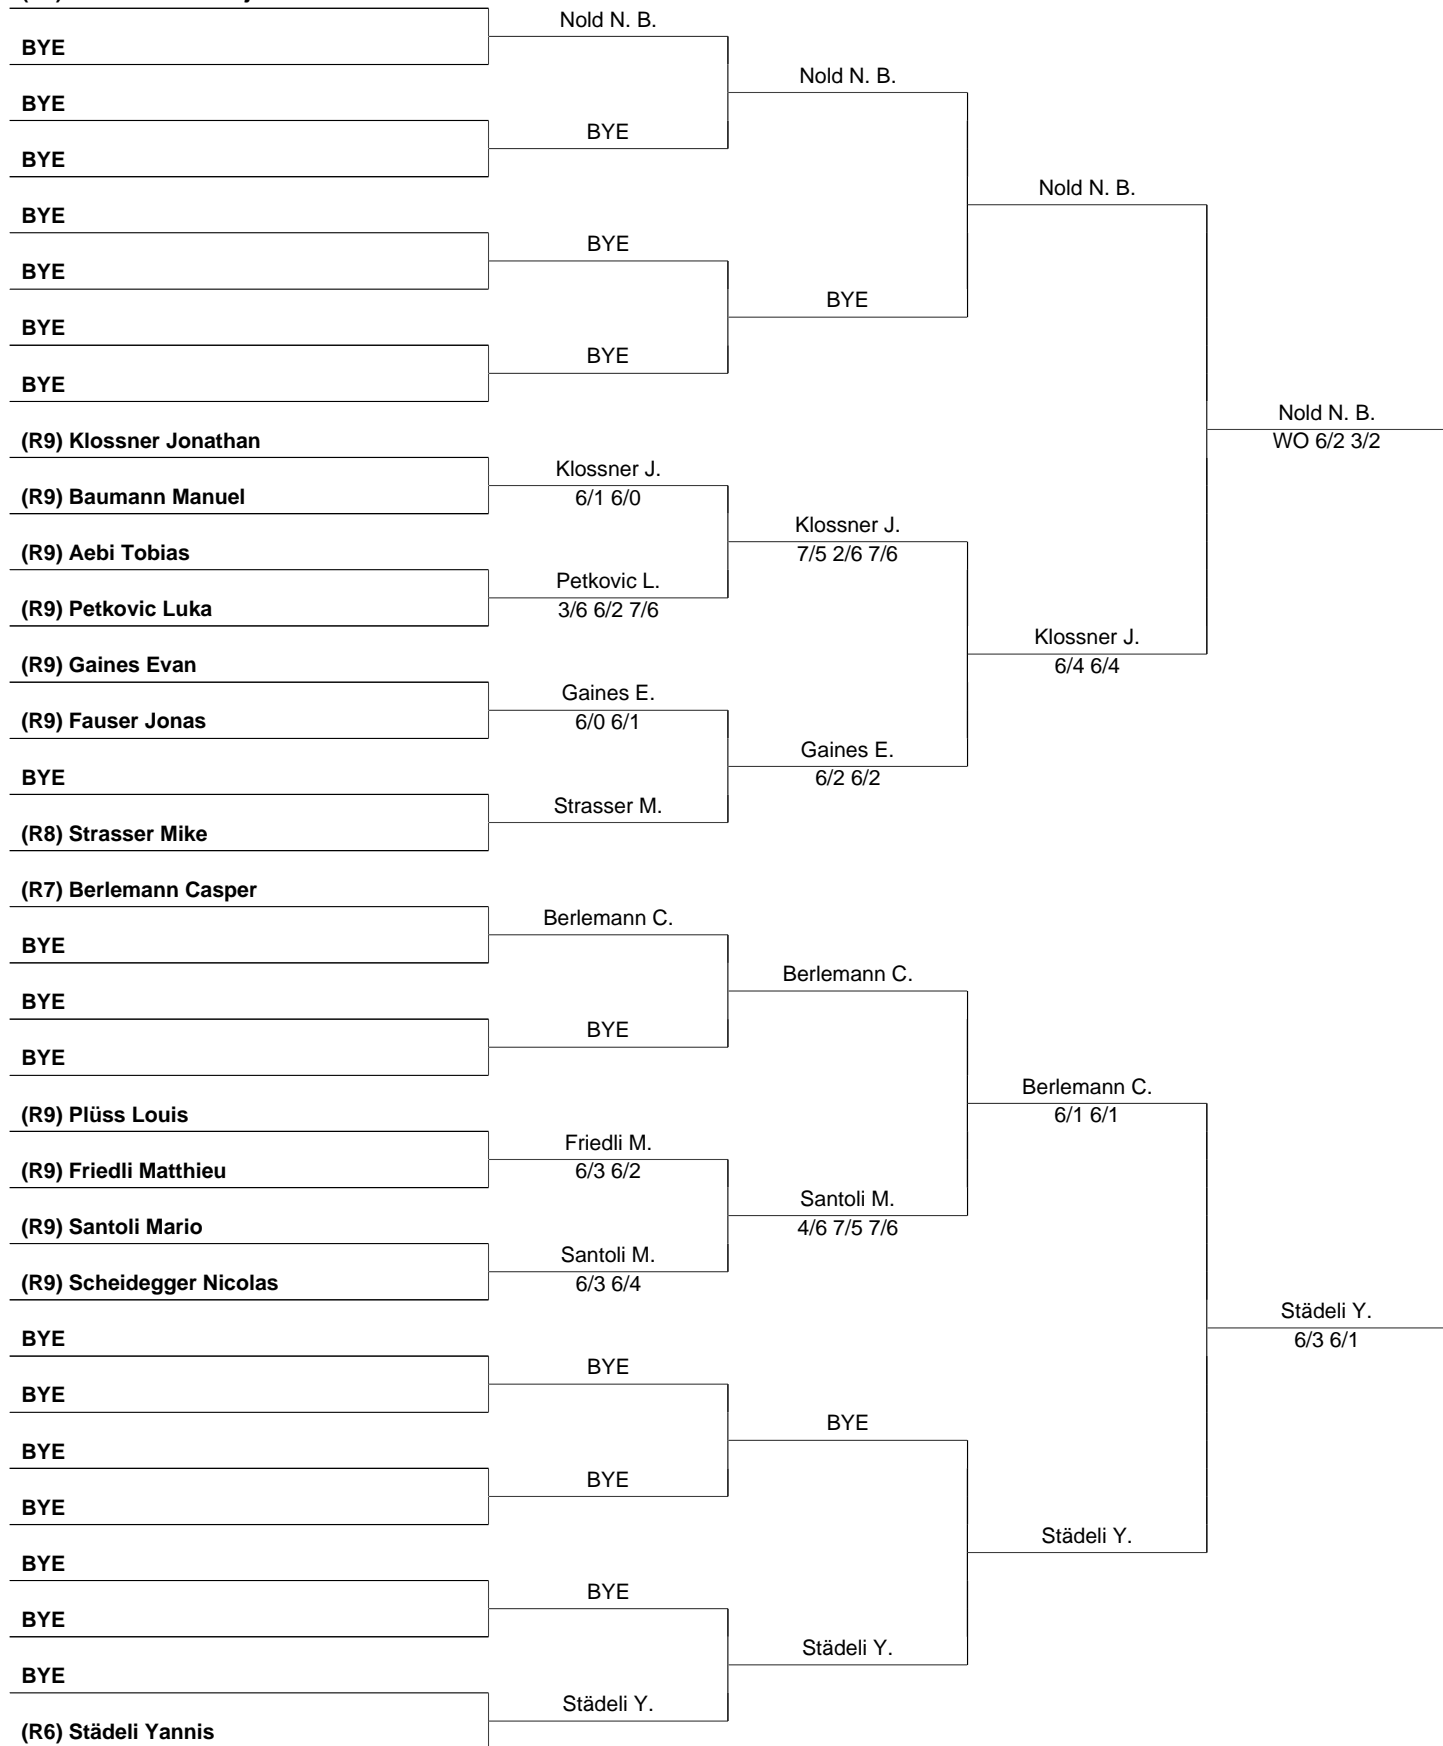 BYE
BYE
BYE
BYE
BYE
BYE
BYE
(R9) Klossner Jonathan
(R9) Baumann Manuel
(R9) Aebi Tobias
(R9) Petkovic Luka
(R9) Gaines Evan
(R9) Fauser Jonas
BYE
(R8) Strasser Mike
(R7) Berlemann Casper
BYE
BYE
BYE
(R9) Plüss Louis
(R9) Friedli Matthieu
(R9) Santoli Mario
(R9) Scheidegger Nicolas
BYE
BYE
BYE
BYE
BYE
BYE
BYE
(R6) Städeli Yannis
Nold N. B.
BYE
BYE
BYE
Klossner J.
6/1 6/0
Petkovic L.
3/6 6/2 7/6
Gaines E.
6/0 6/1
Strasser M.
Berlemann C.
BYE
Friedli M.
6/3 6/2
Santoli M.
6/3 6/4
BYE
BYE
BYE
Städeli Y.
Nold N. B.
BYE
Klossner J.
7/5 2/6 7/6
Gaines E.
6/2 6/2
Berlemann C.
Santoli M.
4/6 7/5 7/6
BYE
Städeli Y.
Nold N. B.
Klossner J.
6/4 6/4
Berlemann C.
6/1 6/1
Städeli Y.
Nold N. B.
WO 6/2 3/2
Städeli Y.
6/3 6/1